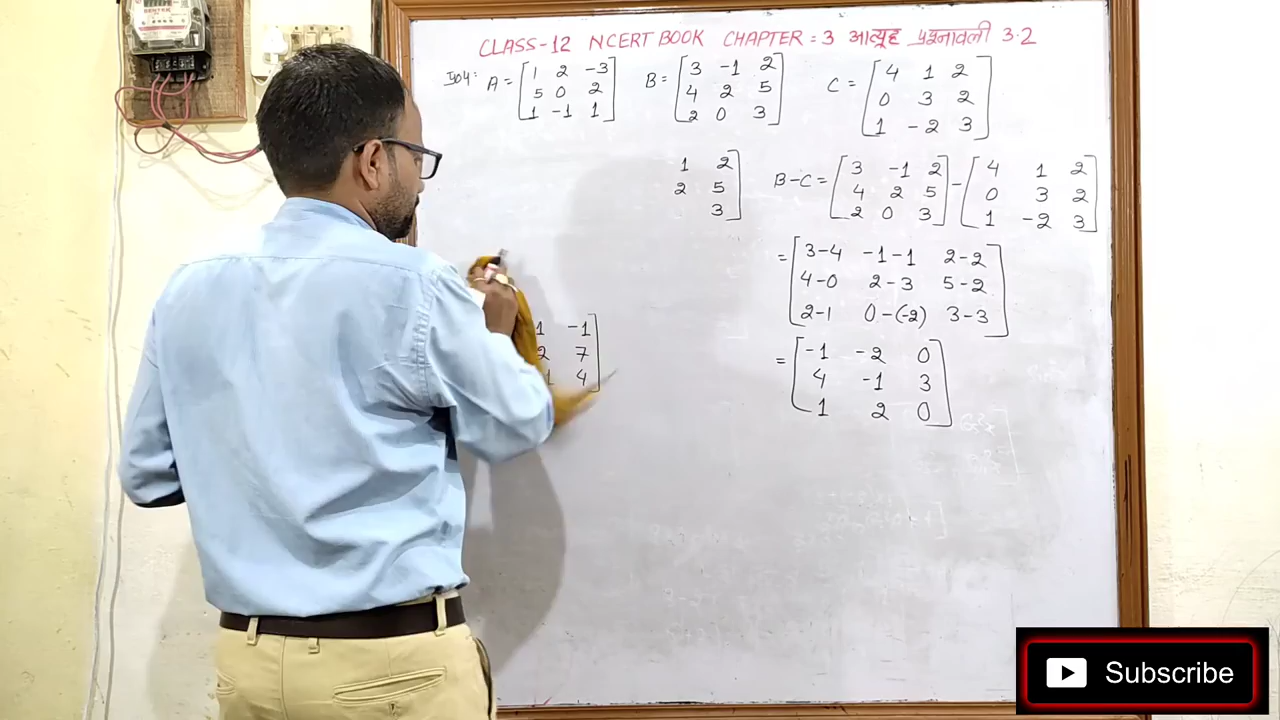 CLASS-12 NCERT BOOK CHAPTER = 3 आव्यूह प्रश्नावली 3.2
A = [1 2 -3 B = [3 -1 2 C = [4 1 2
5 0 2] 4 2 5] 0 3 2
1 -1 1] 2 0 3] 1 -2 3]
1 2] B-C = [3 -1 2] - [4 1 2]
2 5] 4 2 5 0 3 2
3] 2 0 3 1 -2 3
= [3-4 -1-1 2-2]
4-0 2-3 5-2
2-1 0-(-2) 3-3
1 -1]
2 7
1 4
= [-1 -2 0]
4 -1 3
1 2 0
Subscribe